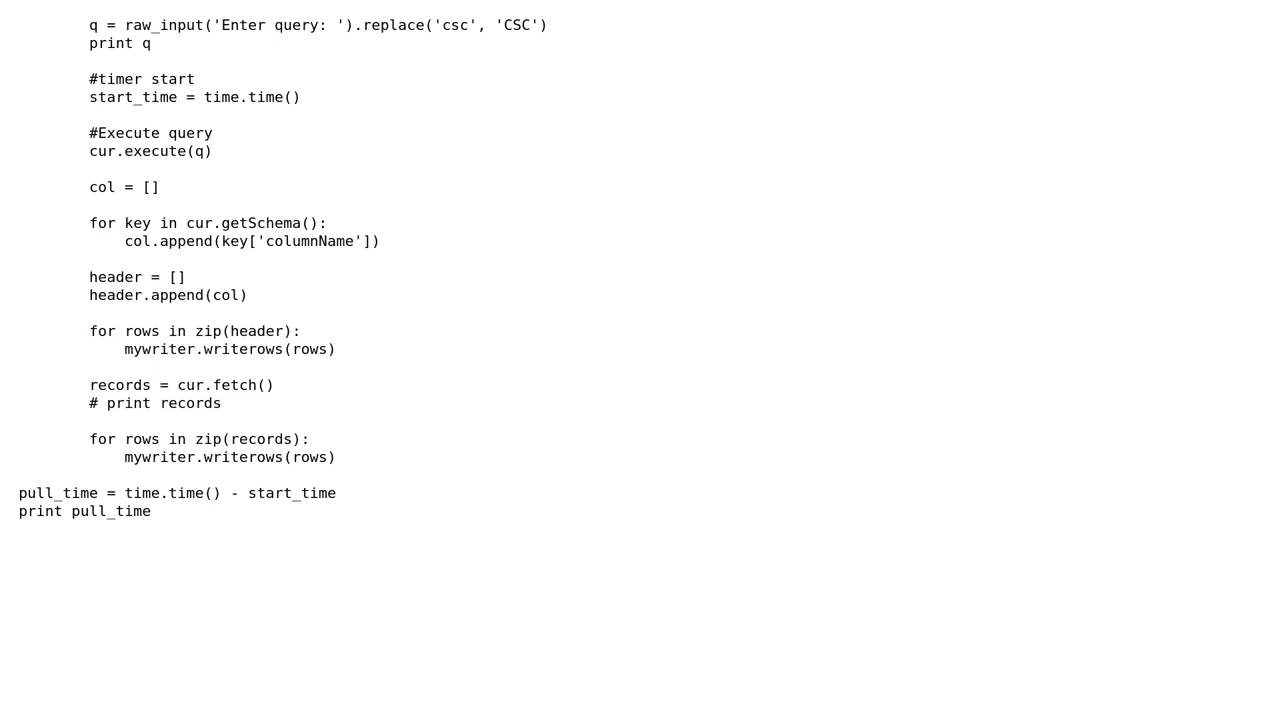 q = raw_input('Enter query: ').replace('csc', 'CSC')
        print q

        #timer start
        start_time = time.time()

        #Execute query
        cur.execute(q)

        col = []

        for key in cur.getSchema():
            col.append(key['columnName'])

        header = []
        header.append(col)

        for rows in zip(header):
            mywriter.writerows(rows)

        records = cur.fetch()
        # print records

        for rows in zip(records):
            mywriter.writerows(rows)

pull_time = time.time() - start_time
print pull_time